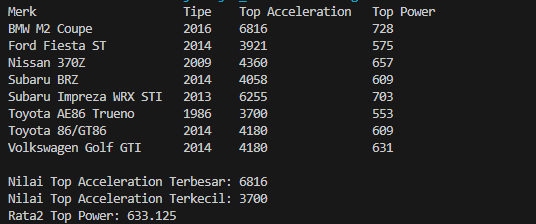 Merk Tipe Top Acceleration Top Power
BMW M2 Coupe 2016 6816 728
Ford Fiesta ST 2014 3921 575
Nissan 370Z 2009 4360 657
Subaru BRZ 2014 4058 609
Subaru Impreza WRX STI 2013 6255 703
Toyota AE86 Trueno 1986 3700 553
Toyota 86/GT86 2014 4180 609
Volkswagen Golf GTI 2014 4180 631
Nilai Top Acceleration Terbesar: 6816
Nilai Top Acceleration Terkecil: 3700
Rata2 Top Power: 633.125